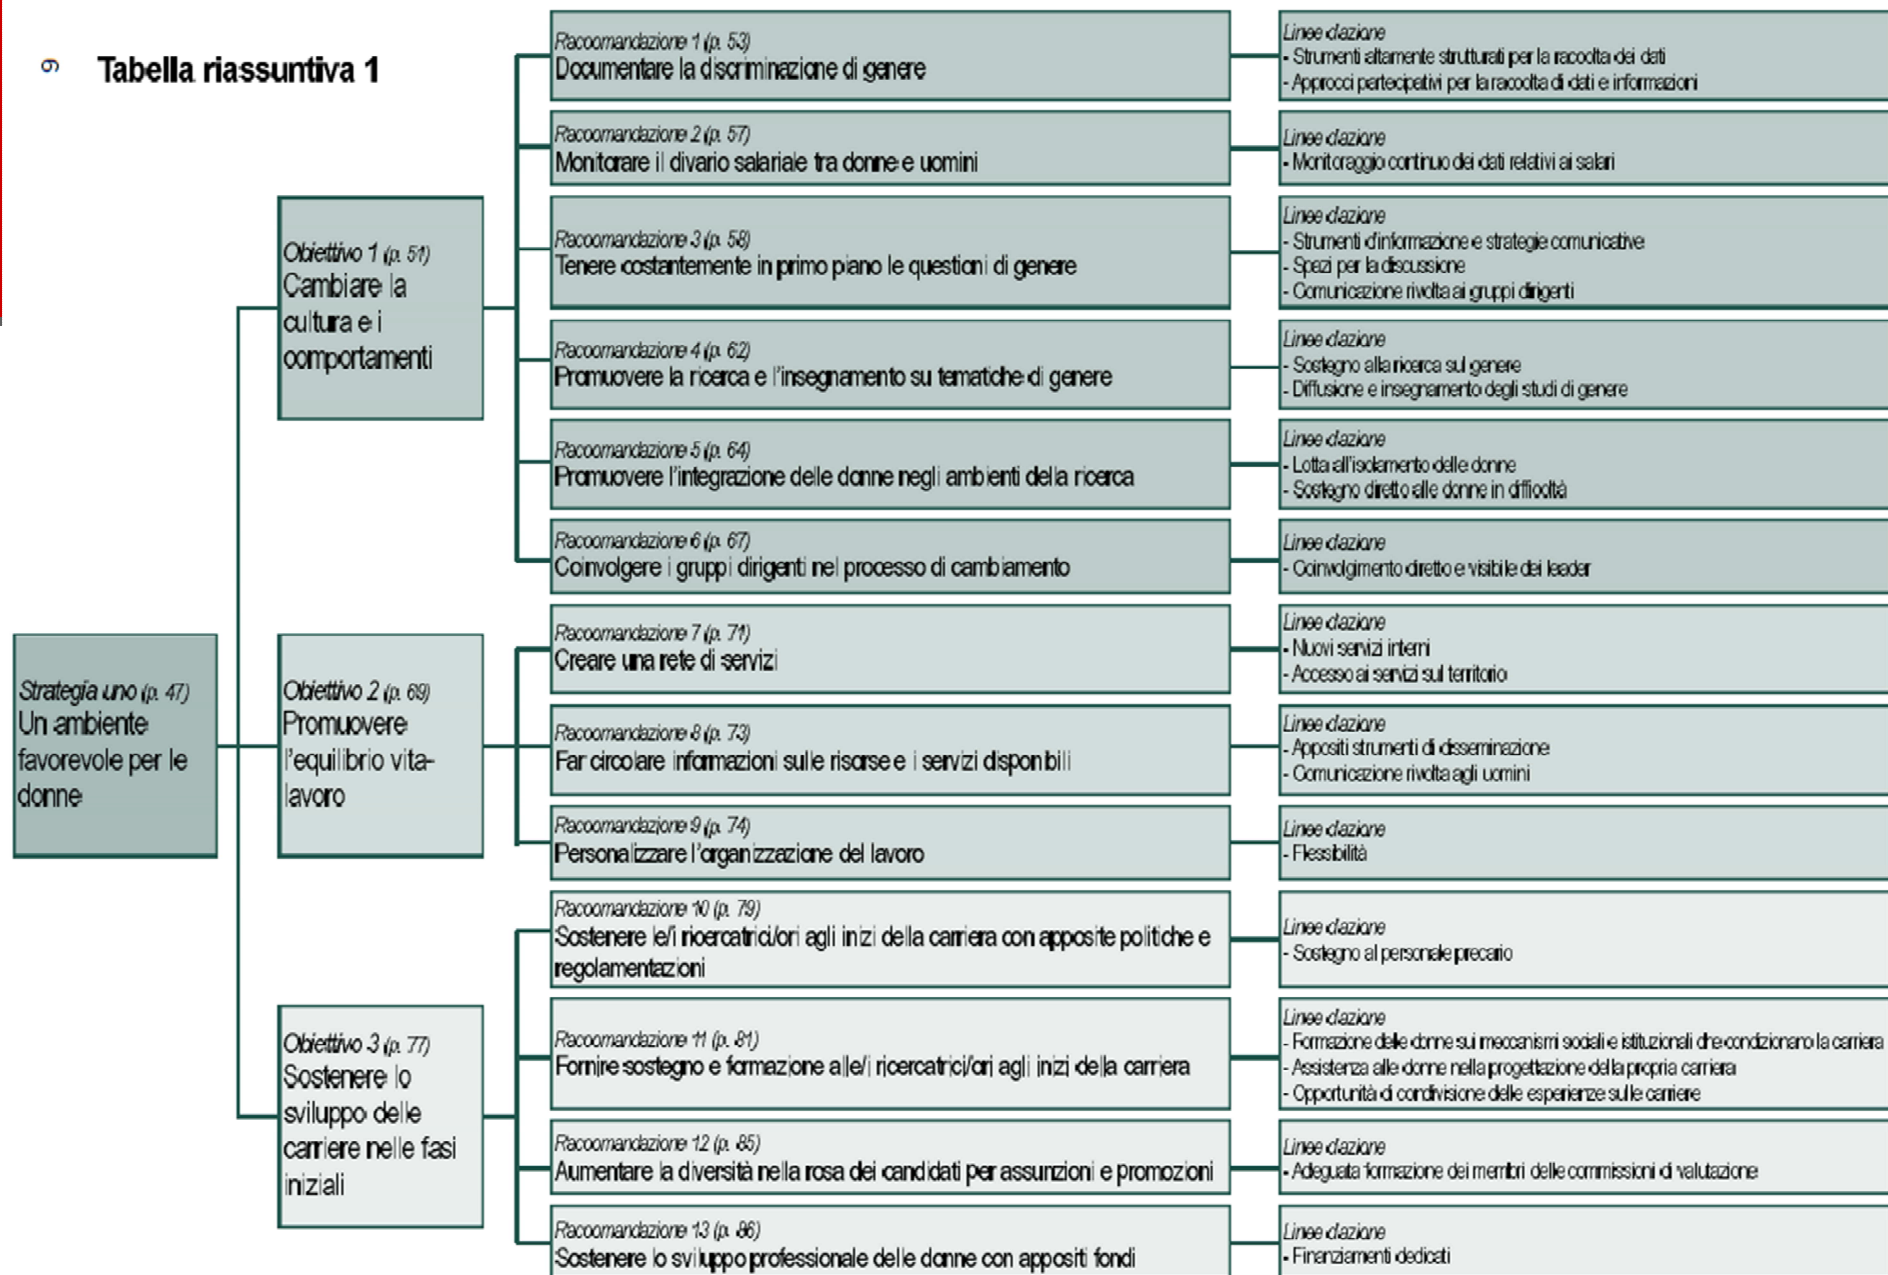 6
Tabella riassuntiva 1
Strategia uno (p. 47)
Un ambiente
favorevole per le
donne
Obiettivo 1 (p. 51)
Cambiare la
cultura e i
comportamenti
Raccomandazione 1 (p. 53)
Documentare la discriminazione di genere
Linee d'azione
- Strumenti altamente strutturati per la raccolta dei dati
- Approcci partecipativi per la raccolta di dati e informazioni
Raccomandazione 2 (p. 57)
Monitorare il divario salariale tra donne e uomini
Linee d'azione
- Monitoraggio continuo dei dati relativi ai salari
Raccomandazione 3 (p. 58)
Tenere costantemente in primo piano le questioni di genere
Linee d'azione
- Strumenti d'informazione e strategie comunicative
- Spazi per la discussione
- Comunicazione rivolta ai gruppi dirigenti
Raccomandazione 4 (p. 62)
Promuovere la ricerca e l'insegnamento su tematiche di genere
Linee d'azione
- Sostegno alla ricerca sul genere
- Diffusione e insegnamento degli studi di genere
Raccomandazione 5 (p. 64)
Promuovere l'integrazione delle donne negli ambienti della ricerca
Linee d'azione
- Lotta all'isolamento delle donne
- Sostegno diretto alle donne in difficoltà
Raccomandazione 6 (p. 67)
Coinvolgere i gruppi dirigenti nel processo di cambiamento
Linee d'azione
- Coinvolgimento diretto e visibile dei leader
Obiettivo 2 (p. 69)
Promuovere
l'equilibrio vita-
lavoro
Raccomandazione 7 (p. 71)
Creare una rete di servizi
Linee d'azione
- Nuovi servizi interni
- Accesso ai servizi sul territorio
Raccomandazione 8 (p. 73)
Far circolare informazioni sulle risorse e i servizi disponibili
Linee d'azione
- Appositi strumenti di disseminazione
- Comunicazione rivolta agli uomini
Raccomandazione 9 (p. 74)
Personalizzare l'organizzazione del lavoro
Linee d'azione
- Flessibilità
Obiettivo 3 (p. 77)
Sostenere lo
sviluppo delle
carriere nelle fasi
iniziali
Raccomandazione 10 (p. 79)
Sostenere le/i ricercatrici/ori agli inizi della carriera con apposite politiche e
regolamentazioni
Linee d'azione
- Sostegno al personale precario
Raccomandazione 11 (p. 81)
Fornire sostegno e formazione alle/i ricercatrici/ori agli inizi della carriera
Linee d'azione
- Formazione delle donne sui meccanismi sociali e istituzionali che condizionano la carriera
- Assistenza alle donne nella progettazione della propria carriera
- Opportunità di condivisione delle esperienze sulle carriere
Raccomandazione 12 (p. 85)
Aumentare la diversità nella rosa dei candidati per assunzioni e promozioni
Linee d'azione
- Adeguata formazione dei membri delle commissioni di valutazione
Raccomandazione 13 (p. 86)
Sostenere lo sviluppo professionale delle donne con appositi fondi
Linee d'azione
- Finanziamenti dedicati